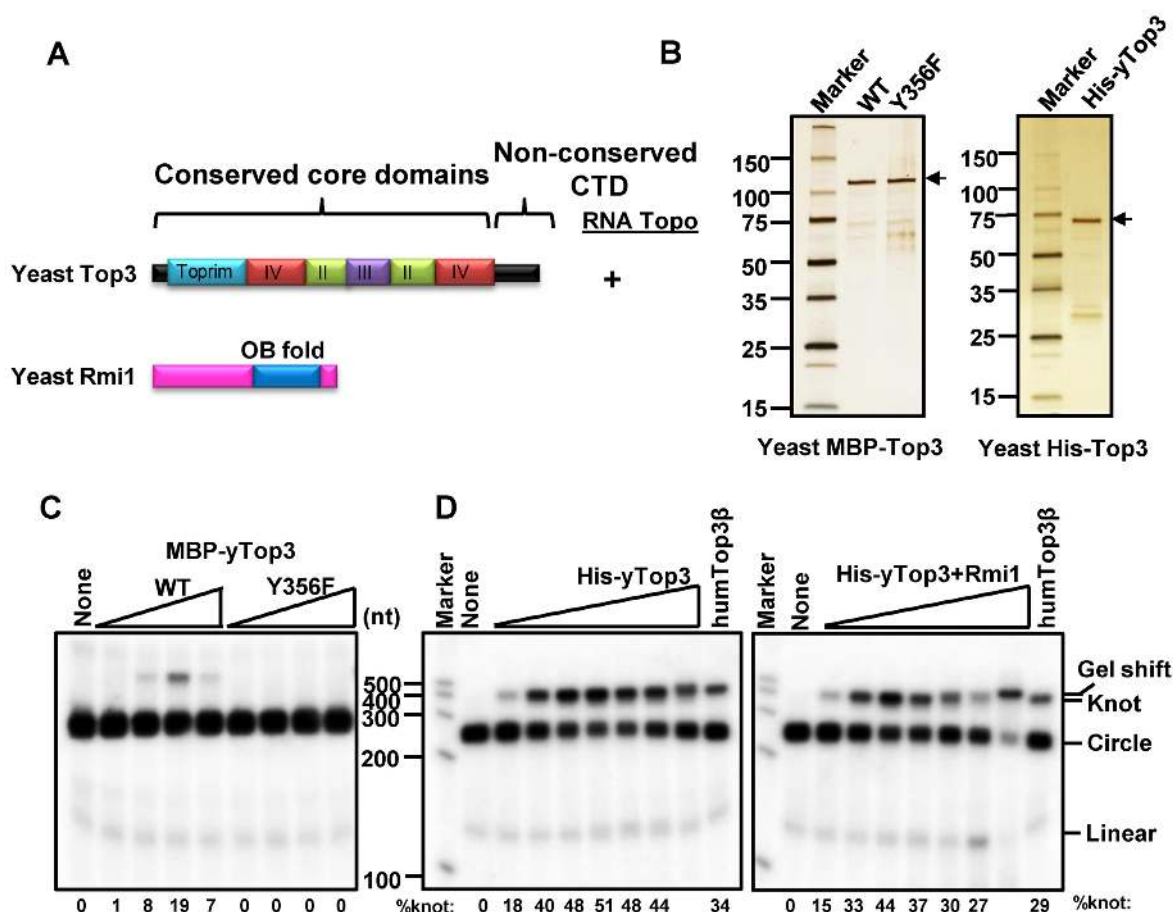 A
Conserved core domains
Non-conserved
CTD
RNA Topo
Yeast Top3
Toprim
IV
II
III
II
IV
+
OB fold
Yeast Rmi1
B
Marker
WT
Y356F
150
100
75
50
35
25
15
Yeast MBP-Top3
Marker
His-yTop3
150
100
75
50
35
25
15
Yeast His-Top3
C
MBP-yTop3
None
WT
Y356F
(nt)
500
400
300
200
100
0 1 8 19 7 0 0 0 0
D
Marker
None
His-yTop3
humTop3β
%knot: 0 18 40 48 51 48 44 34
Marker
None
His-yTop3+Rmi1
humTop3β
Gel shift
Knot
Circle
Linear
0 15 33 44 37 30 27 29 %knot: